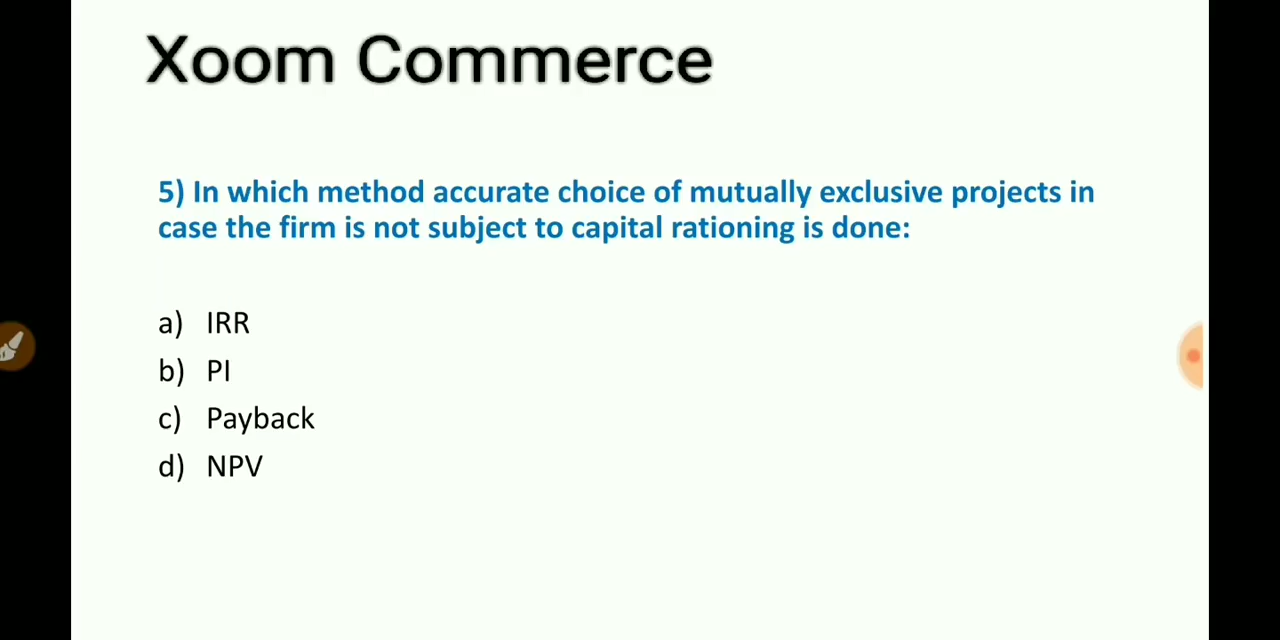 Xoom Commerce
5) In which method accurate choice of mutually exclusive projects in
case the firm is not subject to capital rationing is done:
a) IRR
b) PI
c) Payback
d) NPV